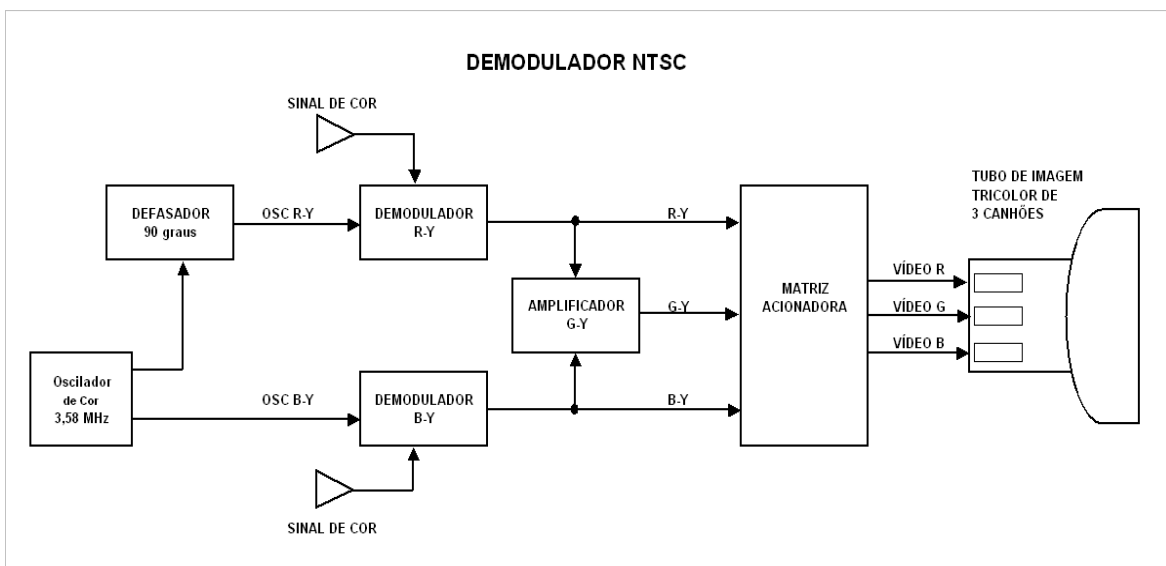 DEMODULADOR NTSC
SINAL DE COR
TUBO DE IMAGEM
TRICOLOR DE
3 CANHÕES
DEFASADOR
90 graus
OSC R-Y
DEMODULADOR
R-Y
R-Y
AMPLIFICADOR
G-Y
G-Y
MATRIZ
ACIONADORA
VÍDEO R
VÍDEO G
VÍDEO B
Oscilador
de Cor
3,58 MHz
OSC B-Y
DEMODULADOR
B-Y
B-Y
SINAL DE COR